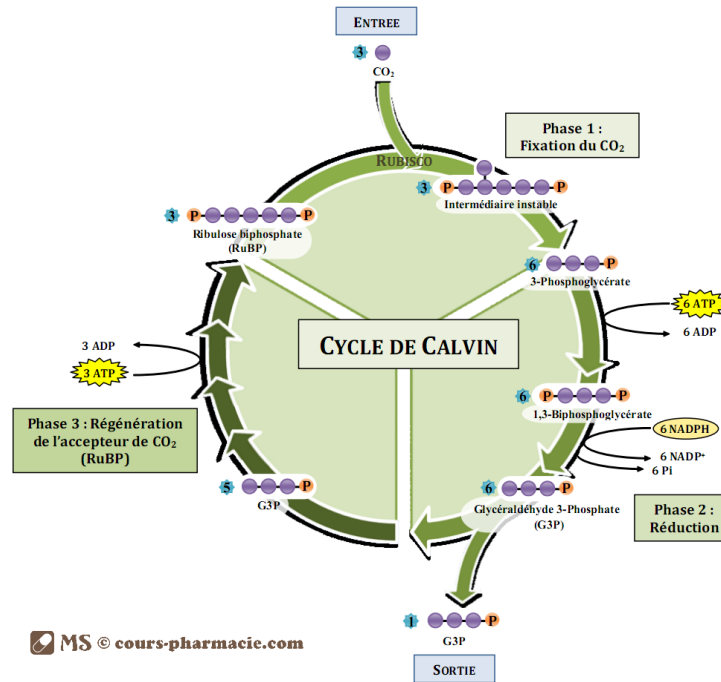 ENTREE
3
CO₂
Phase 1 :
Fixation du CO₂
RUBISCO
3 P P
Intermédiaire instable
3 P P
Ribulose biphosphate
(RuBP)
6 P
3-Phosphoglycérate
6 ATP
6 ADP
CYCLE DE CALVIN
3 ADP
3 ATP
6 P P
1,3-Biphosphoglycérate
Phase 3 : Régénération
de l'accepteur de CO₂
(RuBP)
6 NADPH
6 NADP⁺
6 Pi
5 P
G3P
6 P
Glycéraldéhyde 3-Phosphate
(G3P)
Phase 2 :
Réduction
1 P
G3P
MS © cours-pharmacie.com
SORTIE